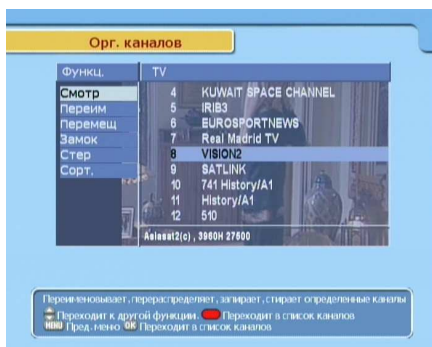 Орг. каналов
Функц.
TV
Смотр
Переим
Перемещ
Замок
Стер
Сорт.
4 KUWAIT SPACE CHANNEL
5 IRIB3
6 EUROSPORTNEWS
7 Real Madrid TV
8 VISION2
9 SATLINK
10 741 History/A1
11 History/A1
12 510
Asiasat2(c) , 3960H 27500
Переименовывает, перераспределяет, запирает, стирает определенные каналы
Переходит к другой функции. Переходит в список каналов
MENU Пред. меню OK Переходит в список каналов